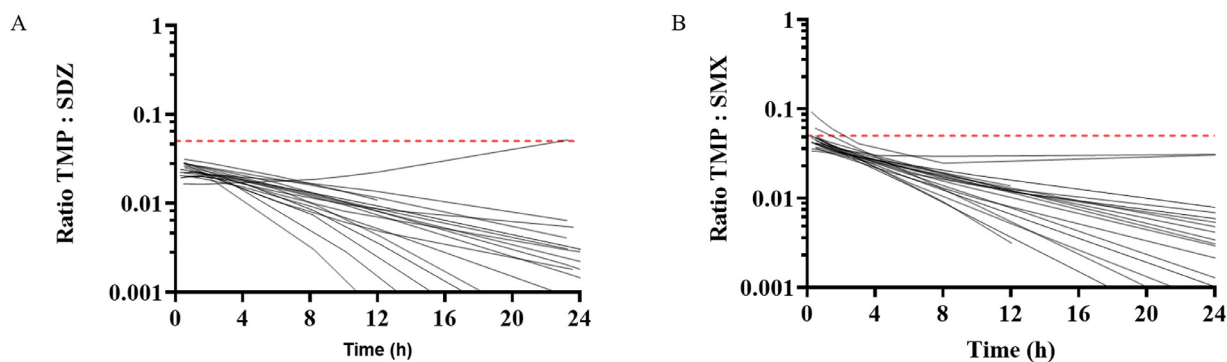 A
Ratio TMP : SDZ
1
0.1
0.01
0.001
0 4 8 12 16 20 24
Time (h)
B
Ratio TMP : SMX
1
0.1
0.01
0.001
0 4 8 12 16 20 24
Time (h)